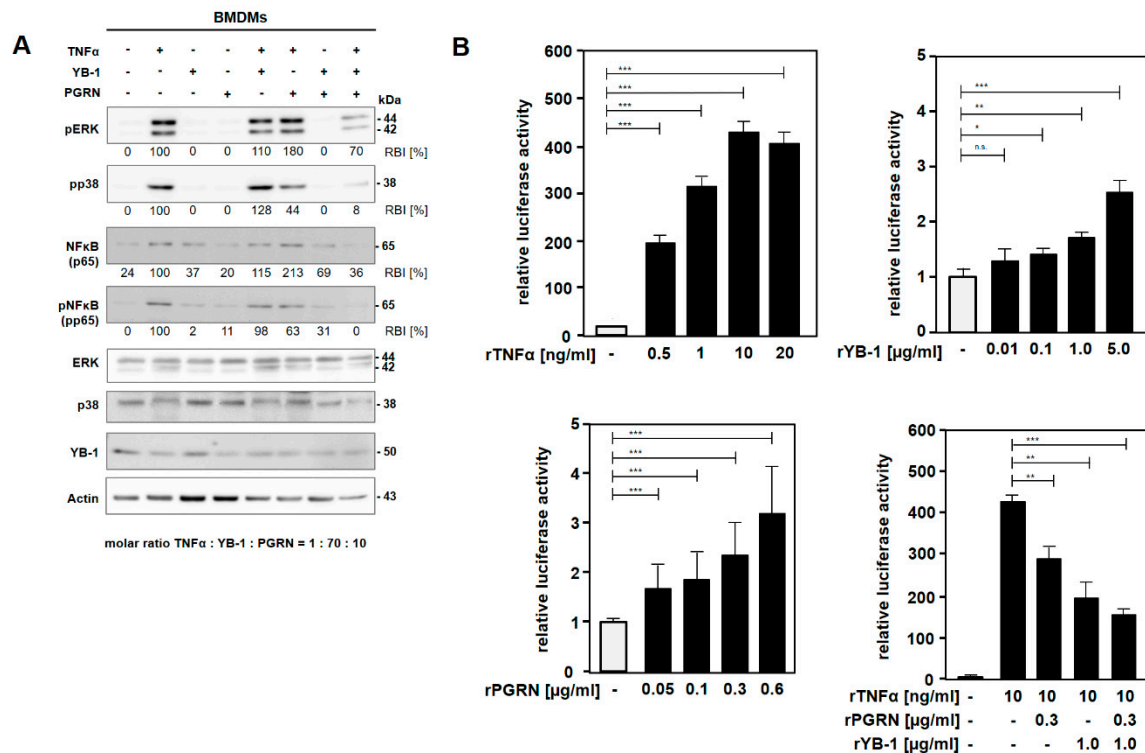 A
BMDMs
TNFα - + - - + + - +
YB-1 - - + - + - + +
PGRN - - - + - + + +
kDa
pERK
- 44
- 42
0 100 0 0 110 180 0 70 RBI [%]
pp38 - 38
0 100 0 0 128 44 0 8 RBI [%]
NFκB
(p65)
- 65
24 100 37 20 115 213 69 36 RBI [%]
pNFκB
(pp65)
- 65
0 100 2 11 98 63 31 0 RBI [%]
ERK
44
- 42
p38 - 38
YB-1 - 50
Actin - 43
molar ratio TNFα : YB-1 : PGRN = 1 : 70 : 10
B
relative luciferase activity
600
500
400
300
200
100
0
***
***
***
***
rTNFα [ng/ml] - 0.5 1 10 20
relative luciferase activity
5
4
3
2
1
0
***
**
*
n.s.
rYB-1 [µg/ml] - 0.01 0.1 1.0 5.0
relative luciferase activity
5
4
3
2
1
0
***
***
***
***
rPGRN [µg/ml] - 0.05 0.1 0.3 0.6
relative luciferase activity
600
500
400
300
200
100
0
***
**
**
rTNFα [ng/ml] - 10 10 10 10
rPGRN [µg/ml] - - 0.3 - 0.3
rYB-1 [µg/ml] - - - 1.0 1.0